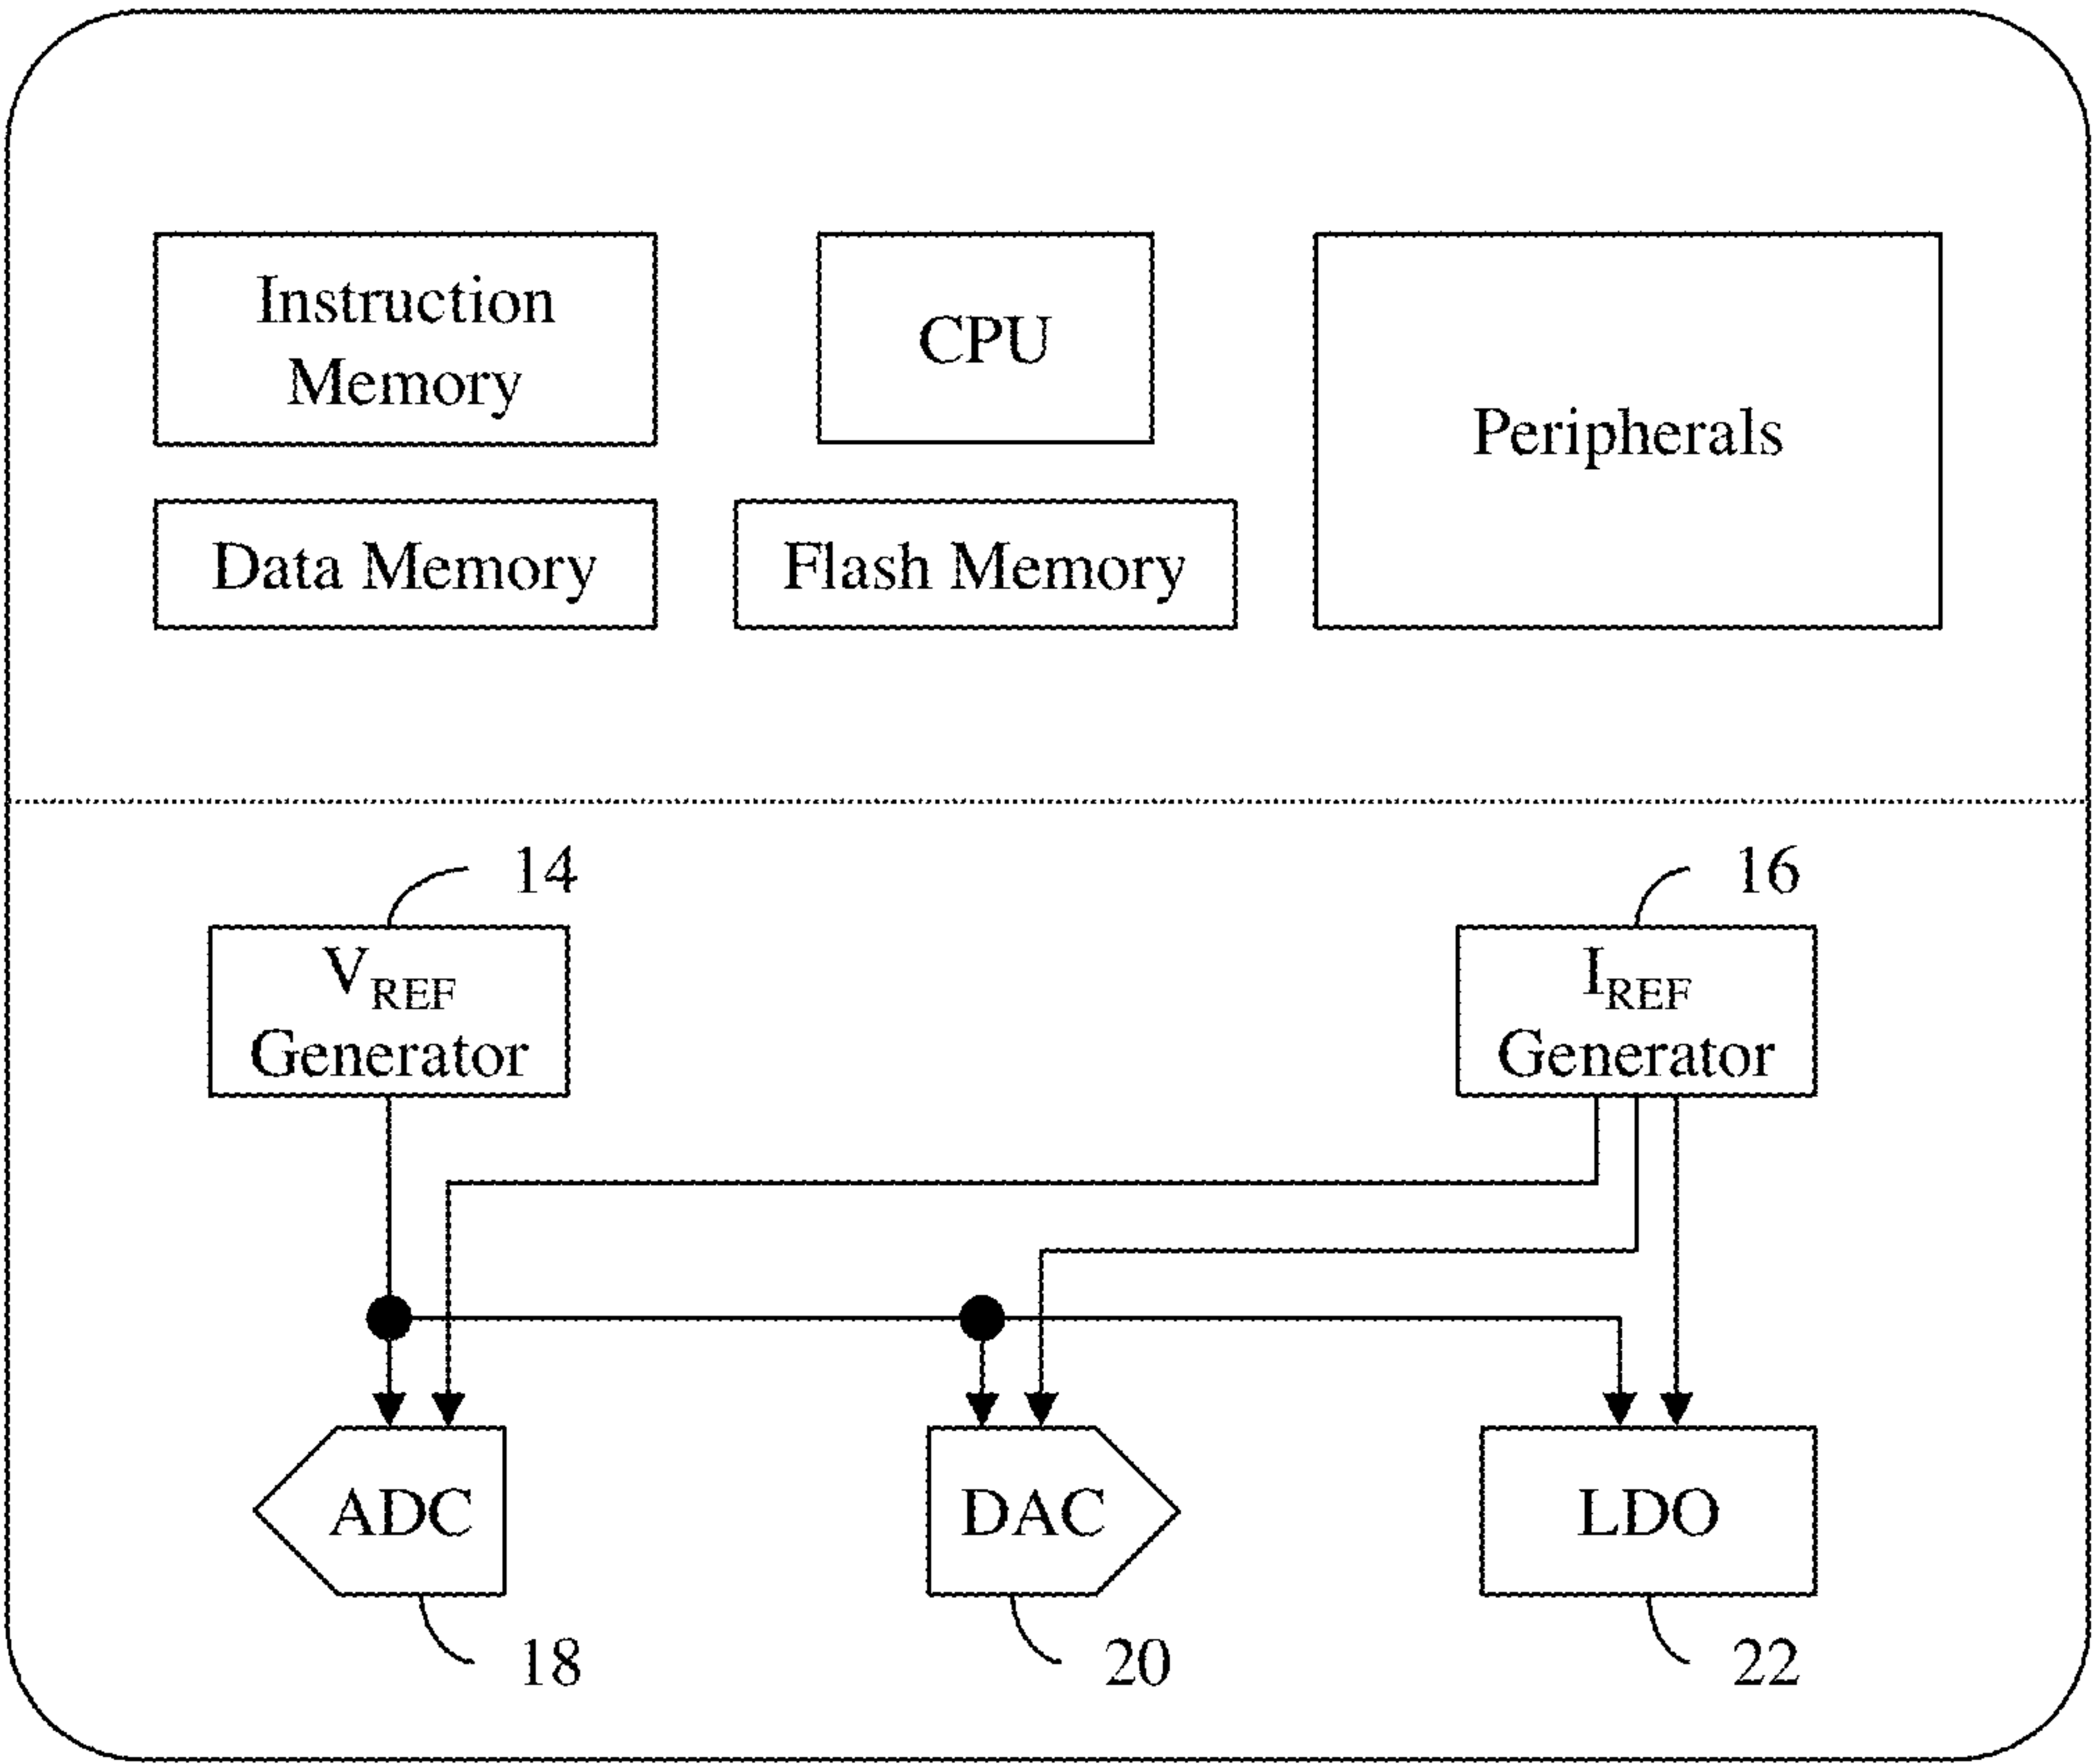 Instruction
Memory
CPU
Peripherals
Data Memory
Flash Memory
14
16
VREF
Generator
IREF
Generator
ADC
DAC
LDO
18
20
22